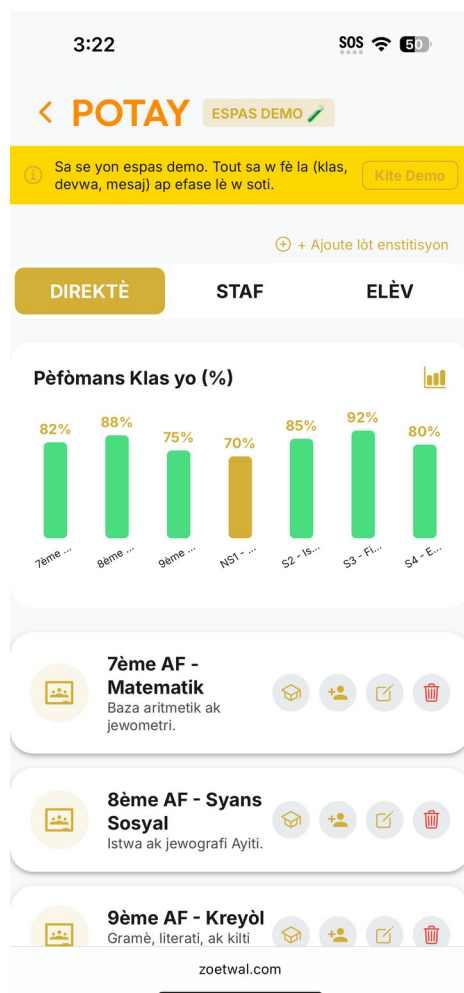 3:22
SOS
50
POTAY
ESPAS DEMO
Sa se yon espas demo. Tout sa w fè la (klas,
devwa, mesaj) ap efase lè w soti.
Kite Demo
+ Ajoute lòt enstitisyon
DIREKTÈ
STAF
ELÈV
Pèfòmans Klas yo (%)
82%
88%
75%
70%
85%
92%
80%
7ème ...
8ème ...
9ème ...
NS1 - ...
S2 - Is...
S3 - Fi...
S4 - E...
7ème AF -
Matematik
Baza aritmetik ak
jewometri.
8ème AF - Syans
Sosyal
Istwa ak jewografi Ayiti.
9ème AF - Kreyòl
Gramè, literati, ak kilti
zoetwal.com